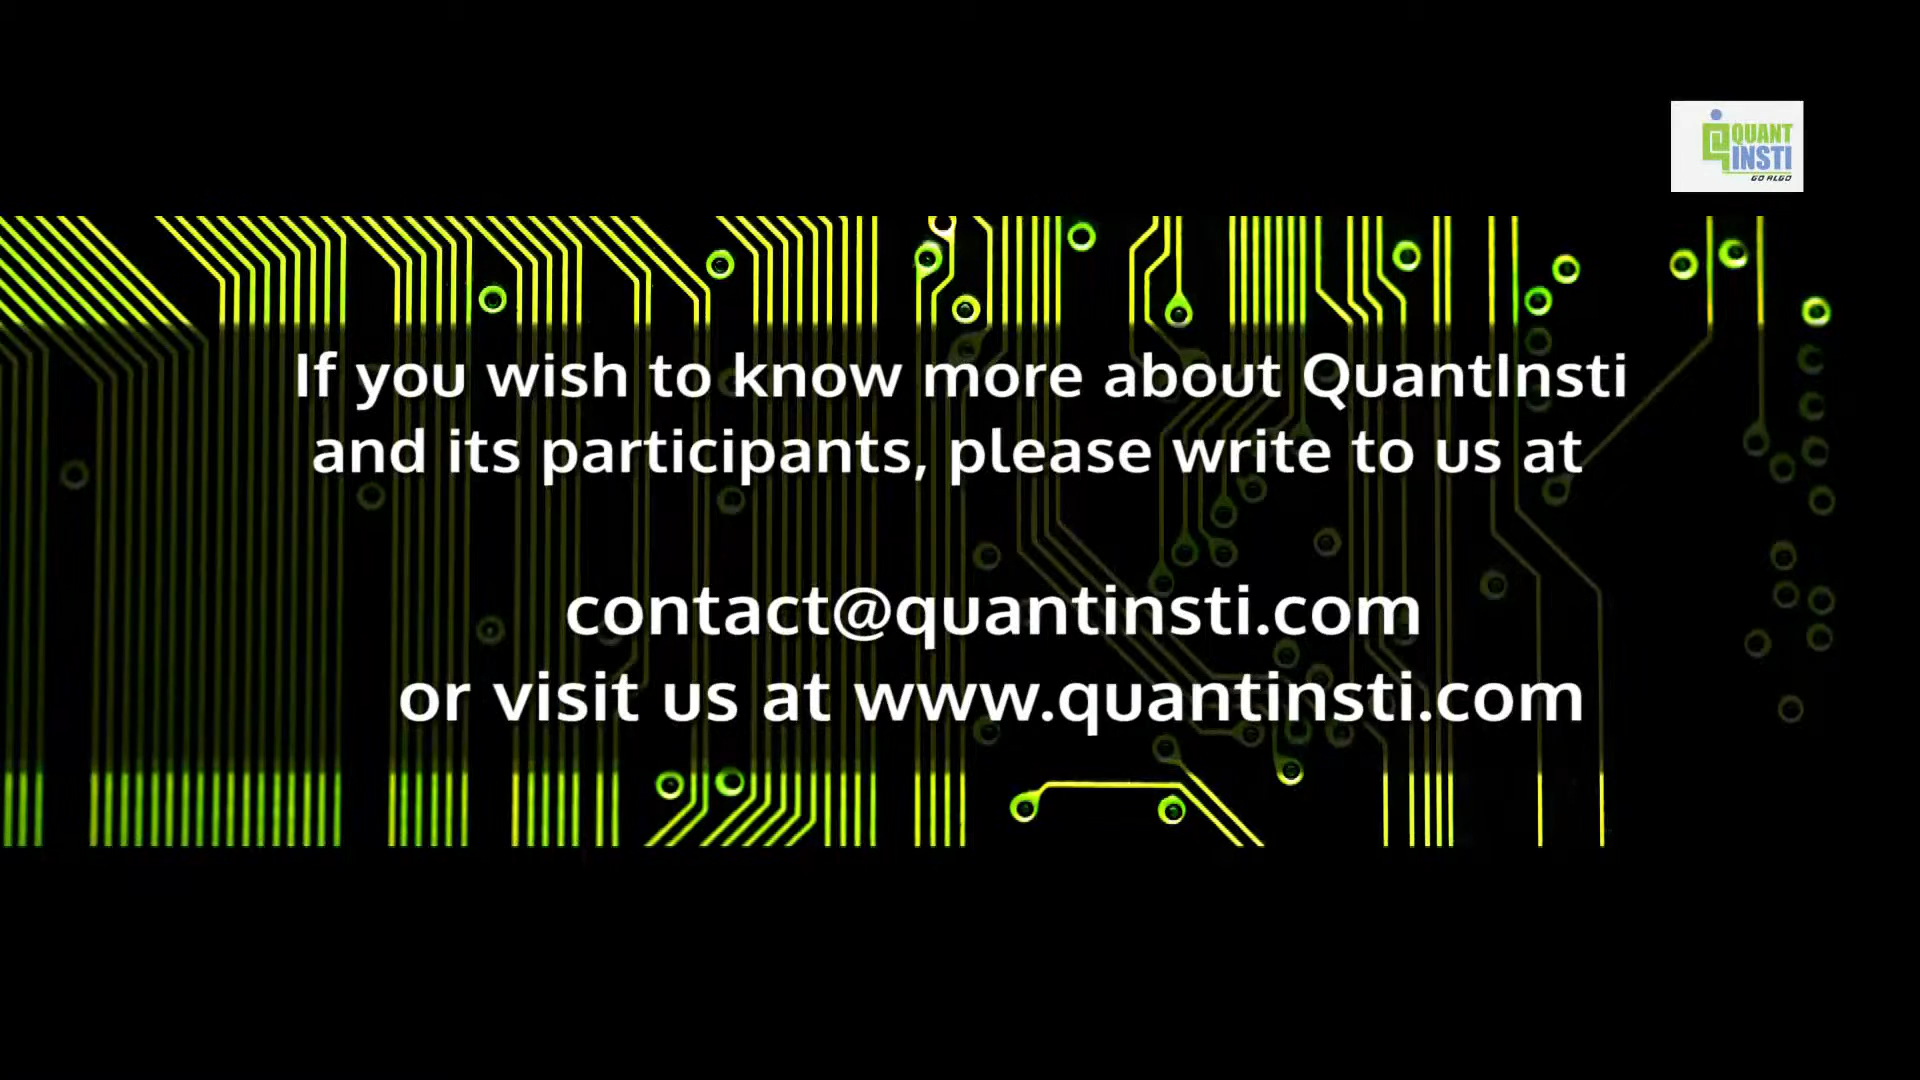 QUANT
INSTI
GO ALGO
If you wish to know more about QuantInsti
and its participants, please write to us at
contact@quantinsti.com
or visit us at www.quantinsti.com